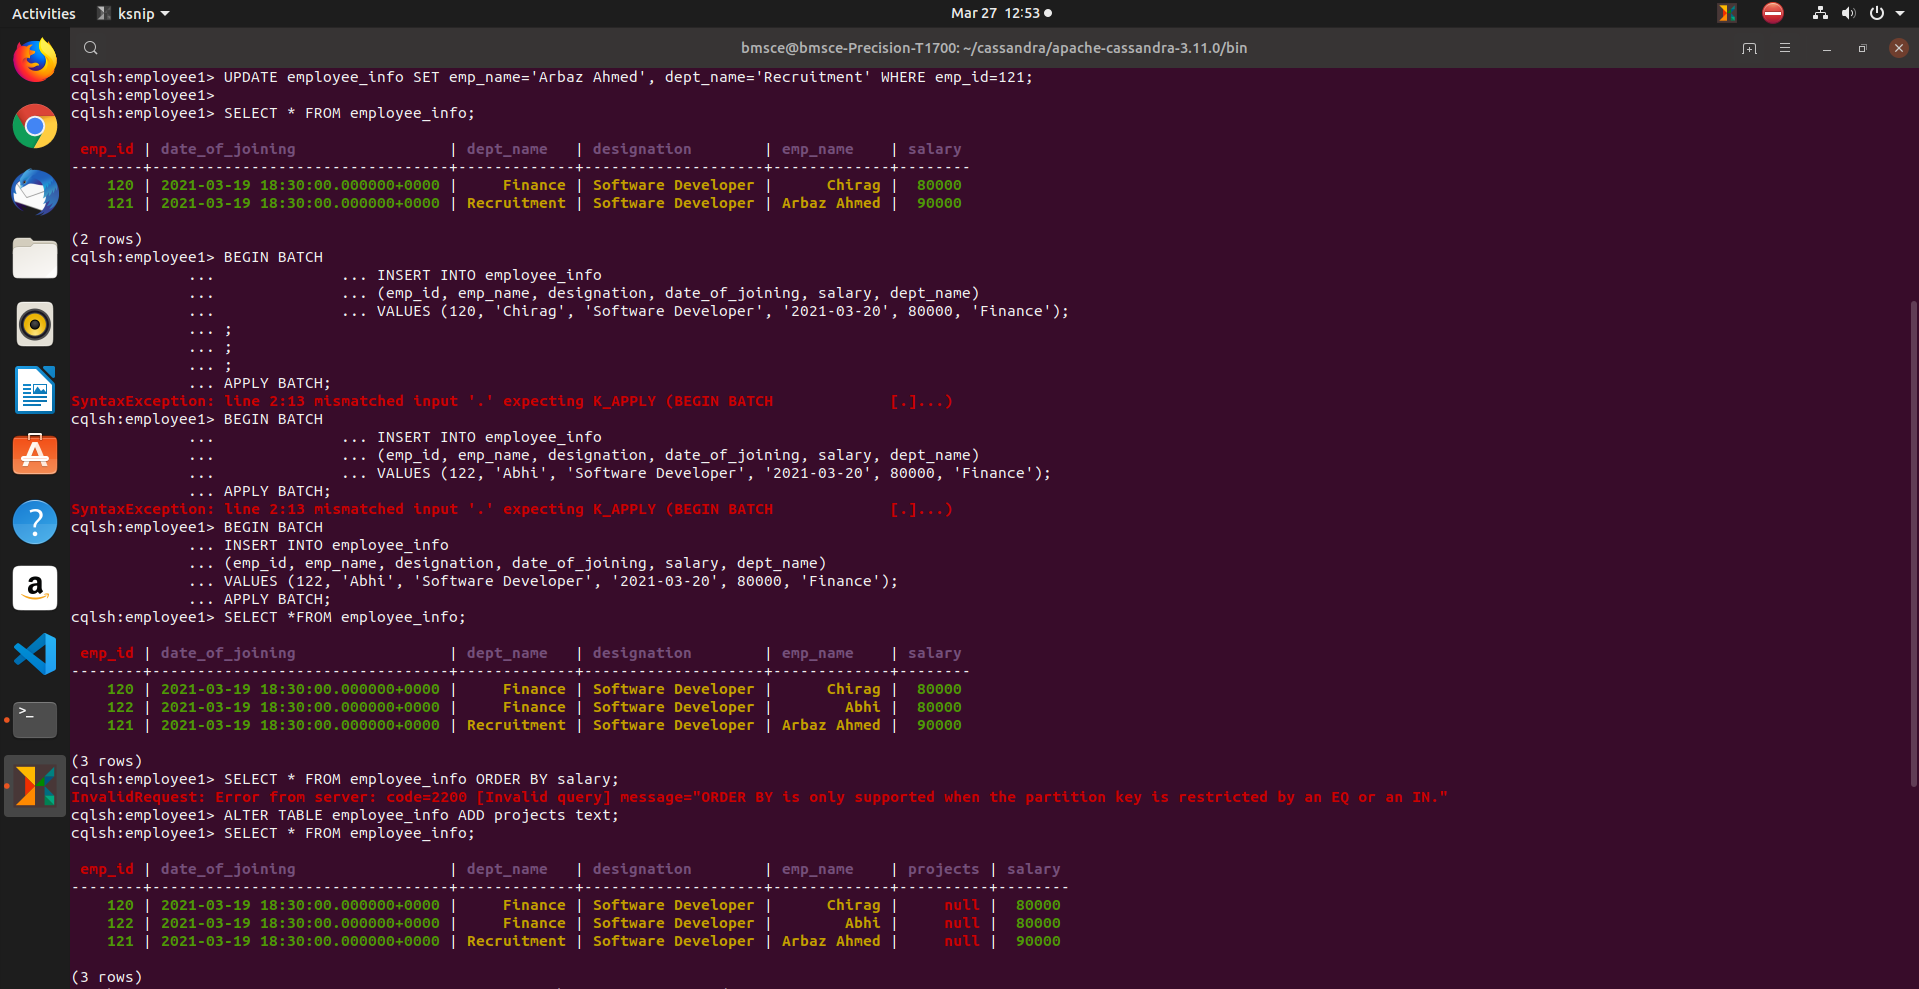 Activities ksnip Mar 27 12:53
bmsce@bmsce-Precision-T1700: ~/cassandra/apache-cassandra-3.11.0/bin
cqlsh:employee1> UPDATE employee_info SET emp_name='Arbaz Ahmed', dept_name='Recruitment' WHERE emp_id=121;
cqlsh:employee1>
cqlsh:employee1> SELECT * FROM employee_info;
emp_id | date_of_joining | dept_name | designation | emp_name | salary
--------+---------------------------------+-------------+--------------------+-------------+--------
120 | 2021-03-19 18:30:00.000000+0000 | Finance | Software Developer | Chirag | 80000
121 | 2021-03-19 18:30:00.000000+0000 | Recruitment | Software Developer | Arbaz Ahmed | 90000
(2 rows)
cqlsh:employee1> BEGIN BATCH
... ... INSERT INTO employee_info
... ... (emp_id, emp_name, designation, date_of_joining, salary, dept_name)
... ... VALUES (120, 'Chirag', 'Software Developer', '2021-03-20', 80000, 'Finance');
... ;
... ;
... ;
... APPLY BATCH;
SyntaxException: line 2:13 mismatched input '.' expecting K_APPLY (BEGIN BATCH [.]...)
cqlsh:employee1> BEGIN BATCH
... ... INSERT INTO employee_info
... ... (emp_id, emp_name, designation, date_of_joining, salary, dept_name)
... ... VALUES (122, 'Abhi', 'Software Developer', '2021-03-20', 80000, 'Finance');
... APPLY BATCH;
SyntaxException: line 2:13 mismatched input '.' expecting K_APPLY (BEGIN BATCH [.]...)
cqlsh:employee1> BEGIN BATCH
... INSERT INTO employee_info
... (emp_id, emp_name, designation, date_of_joining, salary, dept_name)
... VALUES (122, 'Abhi', 'Software Developer', '2021-03-20', 80000, 'Finance');
... APPLY BATCH;
cqlsh:employee1> SELECT *FROM employee_info;
emp_id | date_of_joining | dept_name | designation | emp_name | salary
--------+---------------------------------+-------------+--------------------+-------------+--------
120 | 2021-03-19 18:30:00.000000+0000 | Finance | Software Developer | Chirag | 80000
122 | 2021-03-19 18:30:00.000000+0000 | Finance | Software Developer | Abhi | 80000
121 | 2021-03-19 18:30:00.000000+0000 | Recruitment | Software Developer | Arbaz Ahmed | 90000
(3 rows)
cqlsh:employee1> SELECT * FROM employee_info ORDER BY salary;
InvalidRequest: Error from server: code=2200 [Invalid query] message="ORDER BY is only supported when the partition key is restricted by an EQ or an IN."
cqlsh:employee1> ALTER TABLE employee_info ADD projects text;
cqlsh:employee1> SELECT * FROM employee_info;
emp_id | date_of_joining | dept_name | designation | emp_name | projects | salary
--------+---------------------------------+-------------+--------------------+-------------+----------+--------
120 | 2021-03-19 18:30:00.000000+0000 | Finance | Software Developer | Chirag | null | 80000
122 | 2021-03-19 18:30:00.000000+0000 | Finance | Software Developer | Abhi | null | 80000
121 | 2021-03-19 18:30:00.000000+0000 | Recruitment | Software Developer | Arbaz Ahmed | null | 90000
(3 rows)